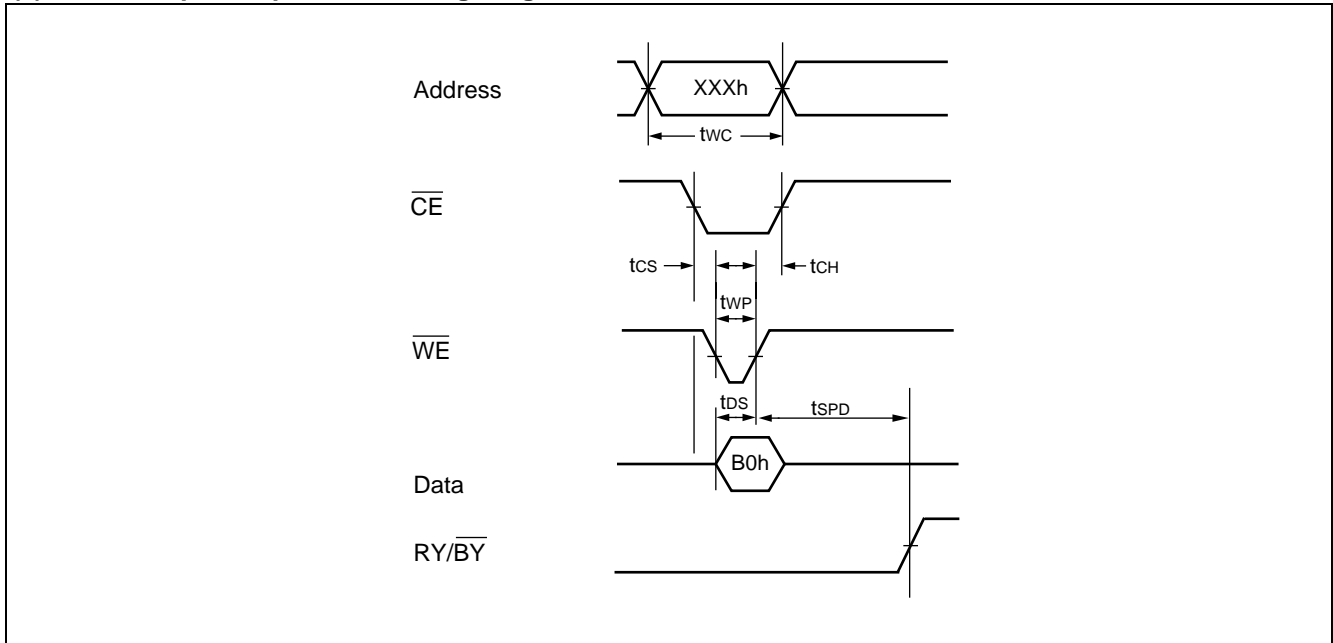 Address
XXXh
tWC
CE
tCS
tCH
tWP
WE
tDS
tSPD
B0h
Data
RY/BY